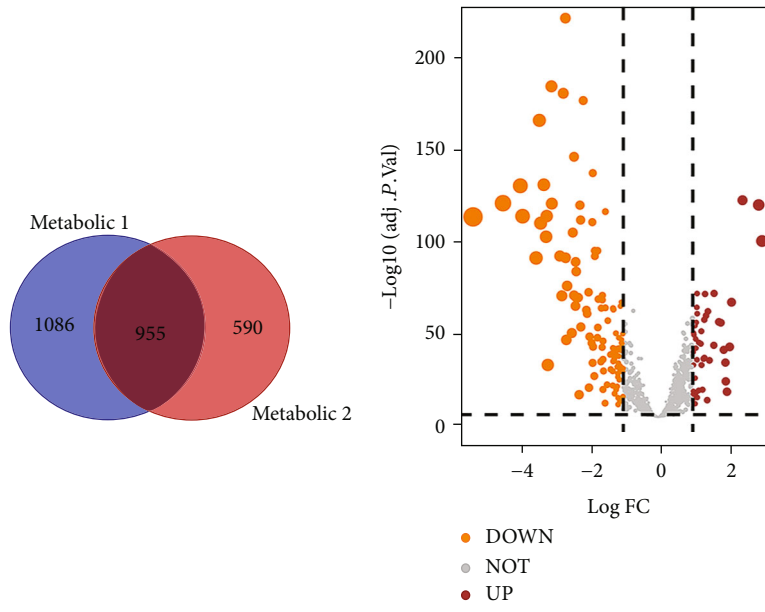 Metabolic 1
1086
955
590
Metabolic 2
200
150
100
50
0
−Log10 (adj .P.Val)
−4
−2
0
2
Log FC
DOWN
NOT
UP